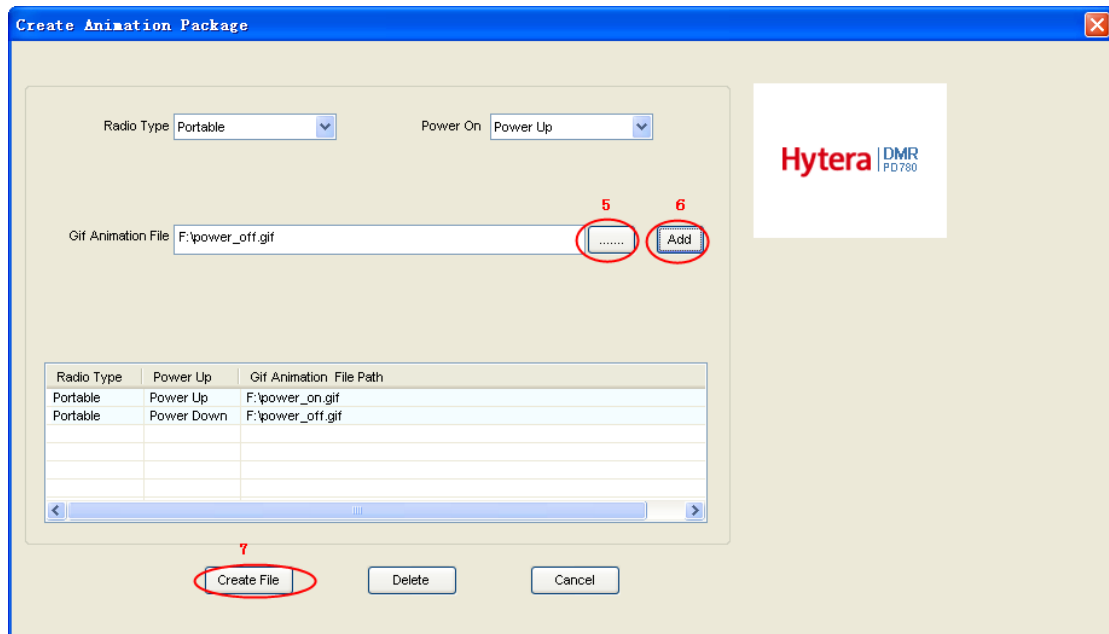 Create Animation Package
Radio Type Portable Power On Power Up
Hytera DMR
PD780
5 6
Gif Animation File F:\power_off.gif ....... Add
Radio Type Power Up Gif Animation File Path
Portable Power Up F:\power_on.gif
Portable Power Down F:\power_off.gif
7
Create File Delete Cancel